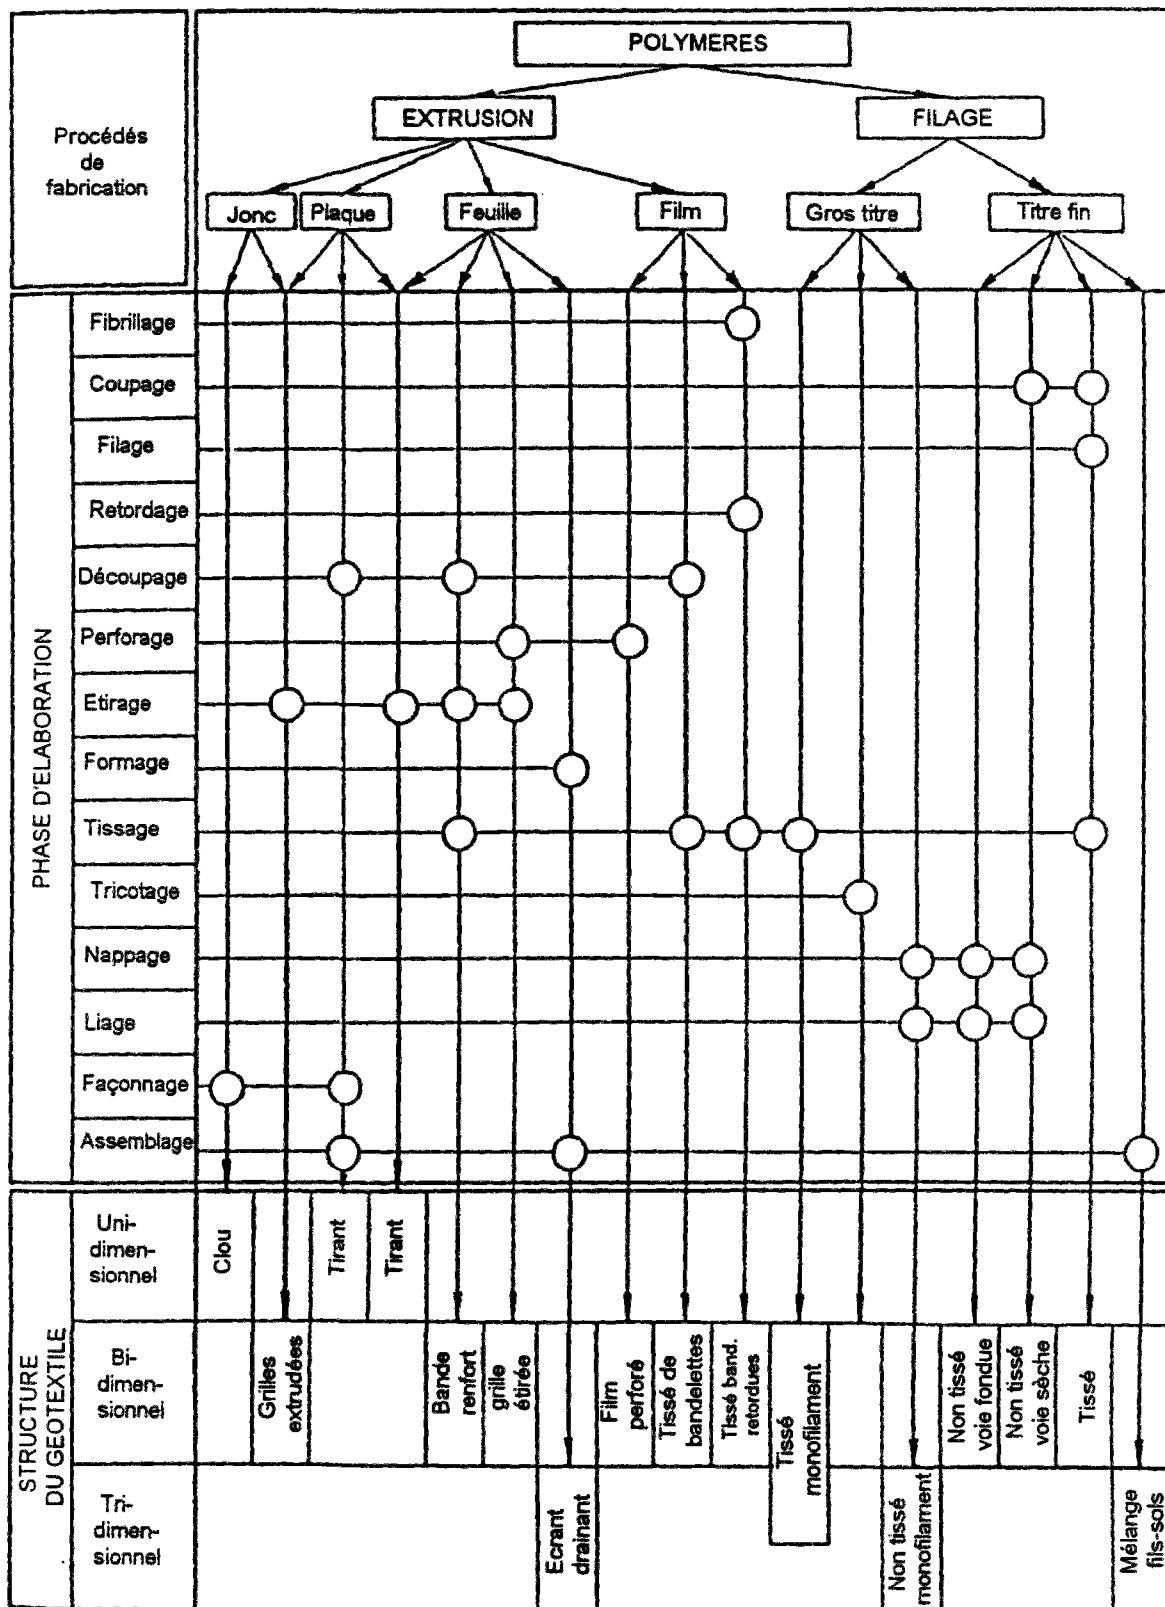 POLYMERES
EXTRUSION
FILAGE
Procédés
de
fabrication
Jonc
Plaque
Feuille
Film
Gros titre
Titre fin
PHASE D'ELABORATION
Fibrillage
Coupage
Filage
Retordage
Découpage
Perforage
Etirage
Formage
Tissage
Tricotage
Nappage
Liage
Façonnage
Assemblage
STRUCTURE
DU GEOTEXTILE
Uni-
dimen-
sionnel
Clou
Tirant
Tirant
Bi-
dimen-
sionnel
Grilles
extrudées
Bande
renfort
grille
étirée
Film
perforé
Tissé de
bandelettes
Tissé band.
retordues
Tissé
monofilament
Non tissé
voie fondue
Non tissé
voie sèche
Tissé
Tri-
dimen-
sionnel
Ecrant
drainant
Non tissé
monofilament
Mélange
fils-sols